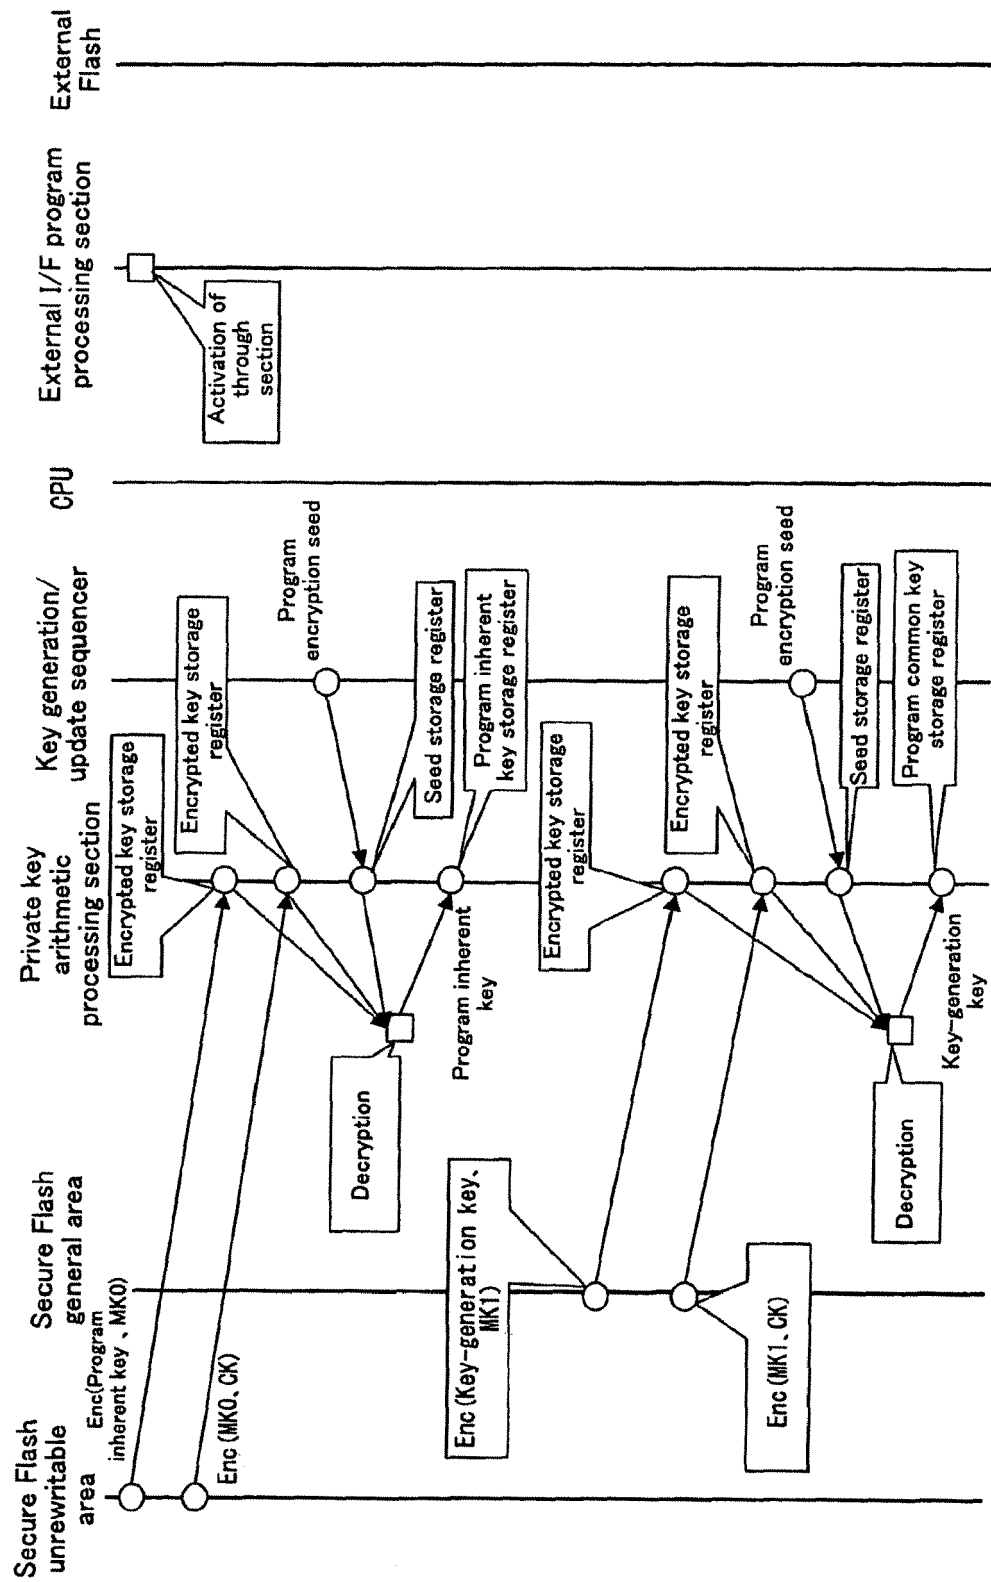 Secure Flash
unrewritable
area
Secure Flash
general area
Private key
arithmetic
processing section
Key generation/
update sequencer
CPU
External I/F program
processing section
External
Flash
Activation of
through
section
Enc(Program
inherent key 、MK0)
Enc(MK0、CK)
Encrypted key storage
register
Encrypted key storage
register
Program
encryption seed
Seed storage register
Decryption
Program inherent
key
Program inherent
key storage register
Enc(Key-generation key、
MK1)
Encrypted key storage
register
Enc(MK1、CK)
Encrypted key storage
register
Program
encryption seed
Seed storage register
Decryption
Key-generation
key
Program common key
storage register